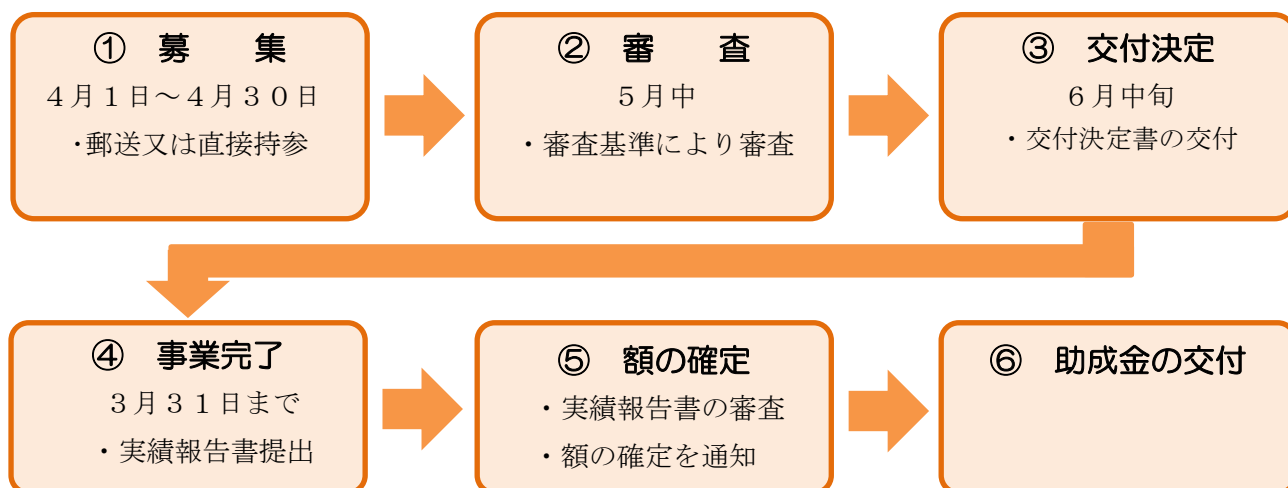 ① 募 集
４月１日～４月３０日
・郵送又は直接持参
② 審 査
５月中
・審査基準により審査
③ 交付決定
６月中旬
・交付決定書の交付
④ 事業完了
３月３１日まで
・実績報告書提出
⑤ 額の確定
・実績報告書の審査
・額の確定を通知
⑥ 助成金の交付